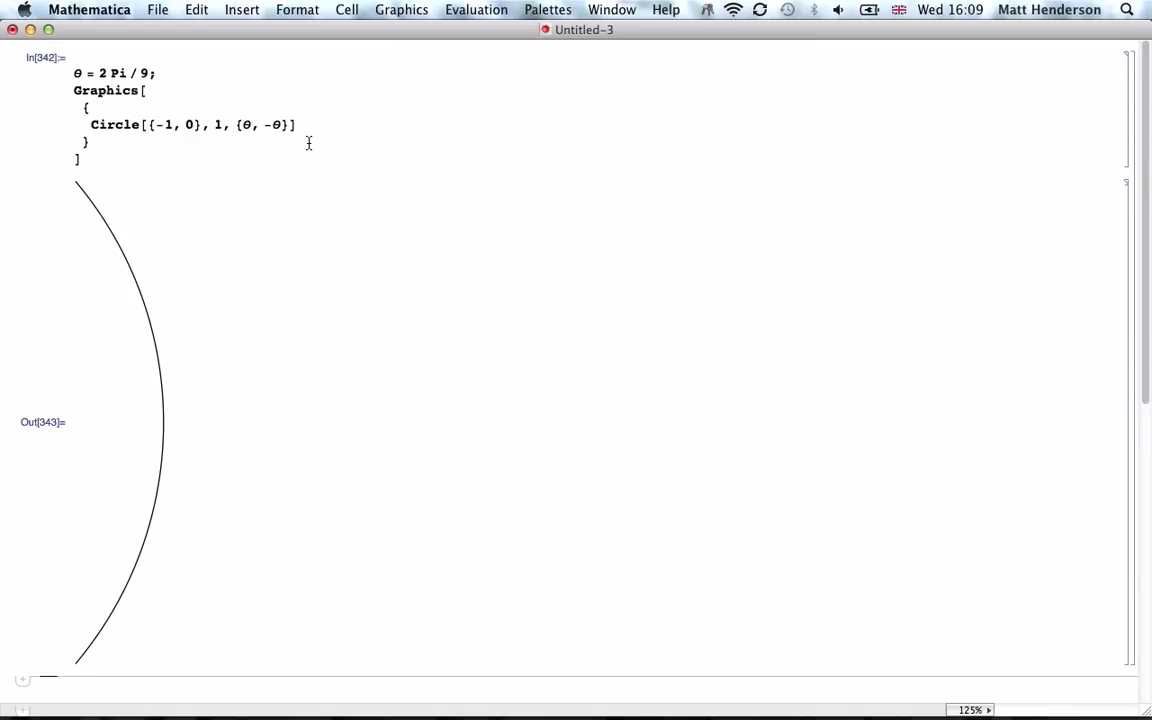 Mathematica File Edit Insert Format Cell Graphics Evaluation Palettes Window Help Wed 16:09 Matt Henderson
Untitled-3
In[342]:=
θ = 2 Pi / 9;
Graphics[
{
Circle[{-1, 0}, 1, {θ, -θ}]
}
]
Out[343]=
125%